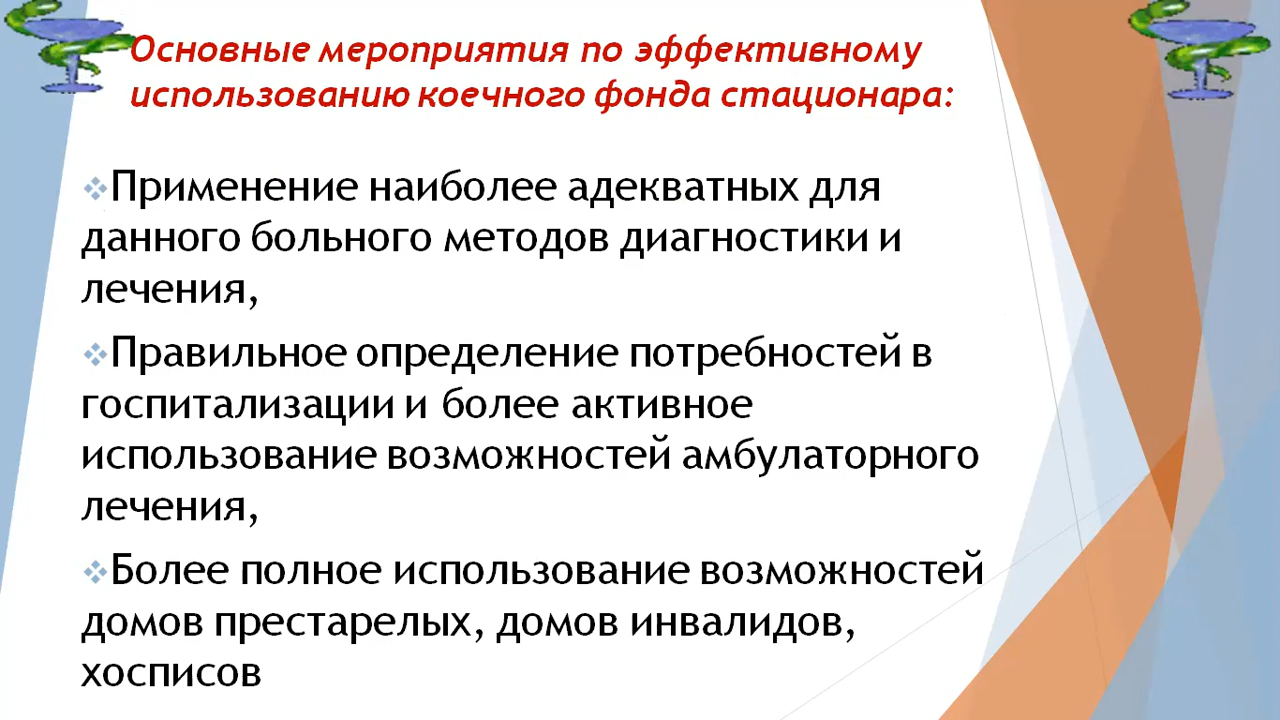 Основные мероприятия по эффективному
использованию коечного фонда стационара:
❖Применение наиболее адекватных для
данного больного методов диагностики и
лечения,
❖Правильное определение потребностей в
госпитализации и более активное
использование возможностей амбулаторного
лечения,
❖Более полное использование возможностей
домов престарелых, домов инвалидов,
хосписов